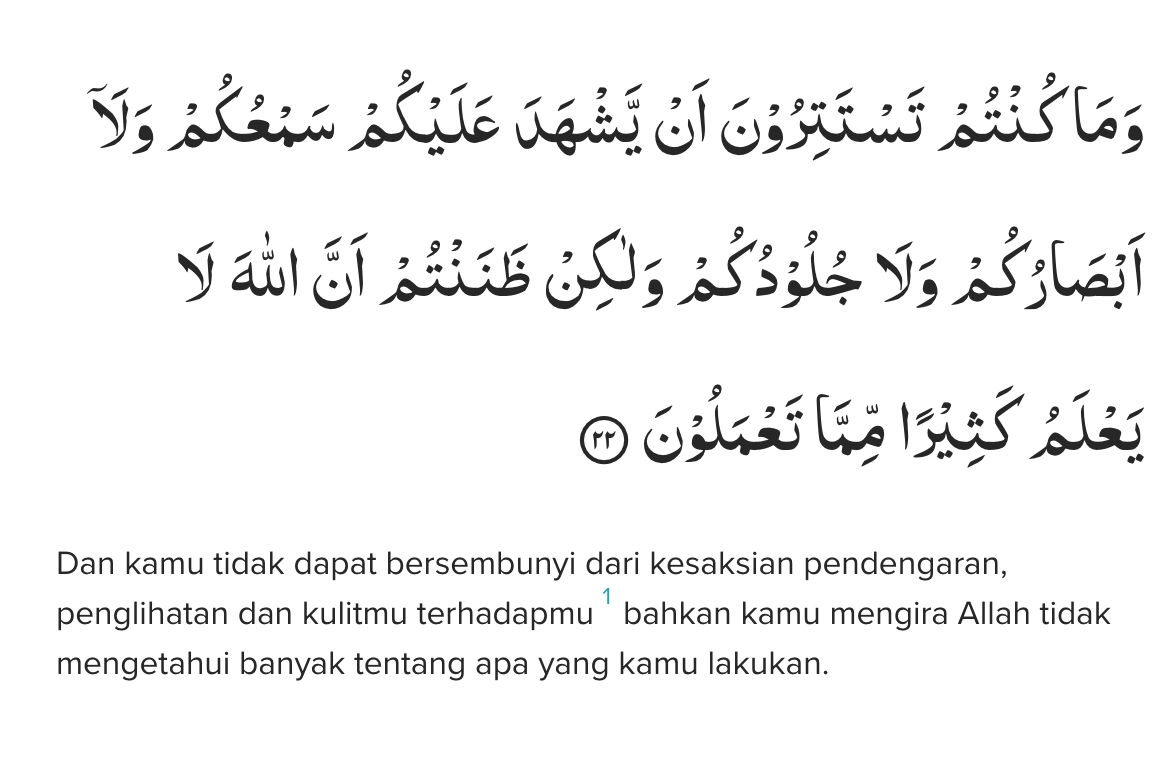 وَمَا كُنْتُمْ تَسْتَتِرُوْنَ اَنْ يَّشْهَدَ عَلَيْكُمْ سَمْعُكُمْ وَلَآ
اَبْصَارُكُمْ وَلَا جُلُوْدُكُمْ وَلٰكِنْ ظَنَنْتُمْ اَنَّ اللّٰهَ لَا
يَعْلَمُ كَثِيْرًا مِّمَّا تَعْمَلُوْنَ ٢٢
Dan kamu tidak dapat bersembunyi dari kesaksian pendengaran,
penglihatan dan kulitmu terhadapmu 1 bahkan kamu mengira Allah tidak
mengetahui banyak tentang apa yang kamu lakukan.